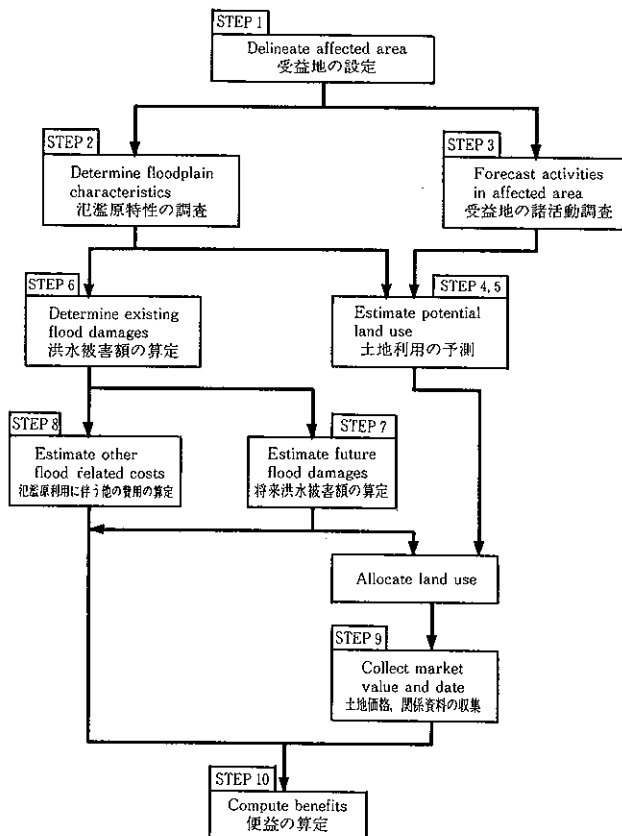 STEP 1
Delineate affected area
受益地の設定
STEP 2
Determine floodplain
characteristics
氾濫原特性の調査
STEP 3
Forecast activities
in affected area
受益地の諸活動調査
STEP 6
Determine existing
flood damages
洪水被害額の算定
STEP 4, 5
Estimate potential
land use
土地利用の予測
STEP 8
Estimate other
flood related costs
氾濫原利用に伴う他の費用の算定
STEP 7
Estimate future
flood damages
将来洪水被害額の算定
Allocate land use
STEP 9
Collect market
value and date
土地価格, 関係資料の収集
STEP 10
Compute benefits
便益の算定